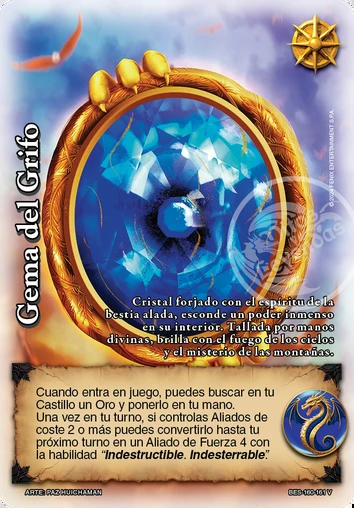 Gema del Grifo
© 2024 FENIX ENTERTAINMENT S.P.A.
Cristal forjado con el espíritu de la
bestia alada, esconde un poder inmenso
en su interior. Tallada por manos
divinas, brilla con el fuego de los cielos
y el misterio de las montañas.
Cuando entra en juego, puedes buscar en tu
Castillo un Oro y ponerlo en tu mano.
Una vez en tu turno, si controlas Aliados de
coste 2 o más puedes convertirlo hasta tu
próximo turno en un Aliado de Fuerza 4 con
la habilidad “Indestructible. Indesterrable”.
ARTE: PAZ HUICHAMAN
BES-160-161 V